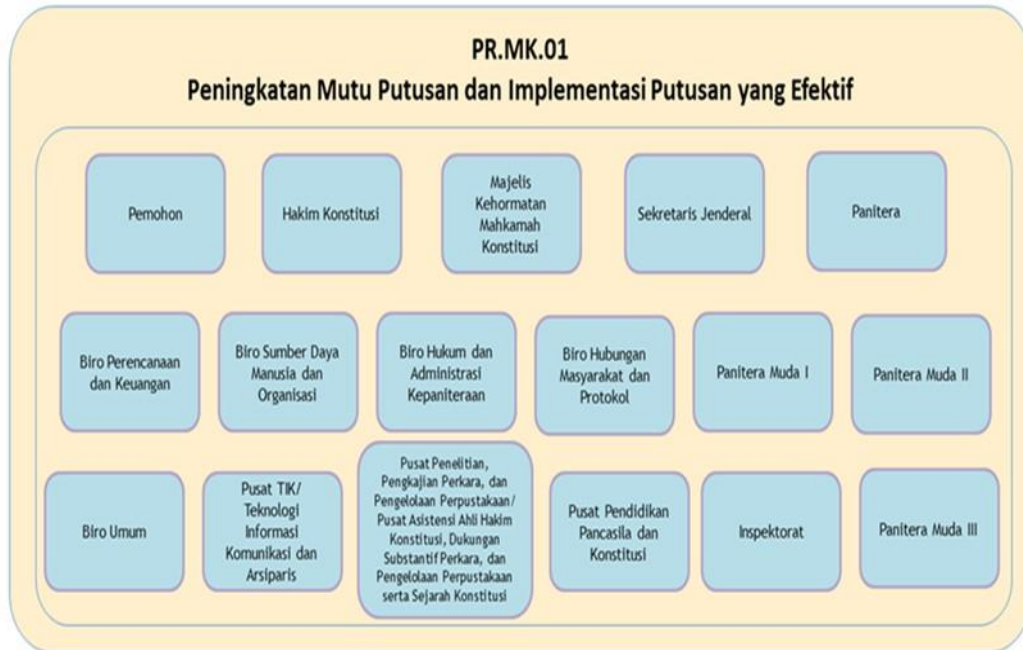 PR.MK.01
Peningkatan Mutu Putusan dan Implementasi Putusan yang Efektif
Pemohon
Hakim Konstitusi
Majelis
Kehormatan
Mahkamah
Konstitusi
Sekretaris Jenderal
Panitera
Biro Perencanaan
dan Keuangan
Biro Sumber Daya
Manusia dan
Organisasi
Biro Hukum dan
Administrasi
Kepaniteraan
Biro Hubungan
Masyarakat dan
Protokol
Panitera Muda I
Panitera Muda II
Biro Umum
Pusat TIK/
Teknologi
Informasi
Komunikasi dan
Arsiparis
Pusat Penelitian,
Pengkajian Perkara, dan
Pengelolaan Perpustakaan/
Pusat Asistensi Ahli Hakim
Konstitusi, Dukungan
Substantif Perkara, dan
Pengelolaan Perpustakaan
serta Sejarah Konstitusi
Pusat Pendidikan
Pancasila dan
Konstitusi
Inspektorat
Panitera Muda III